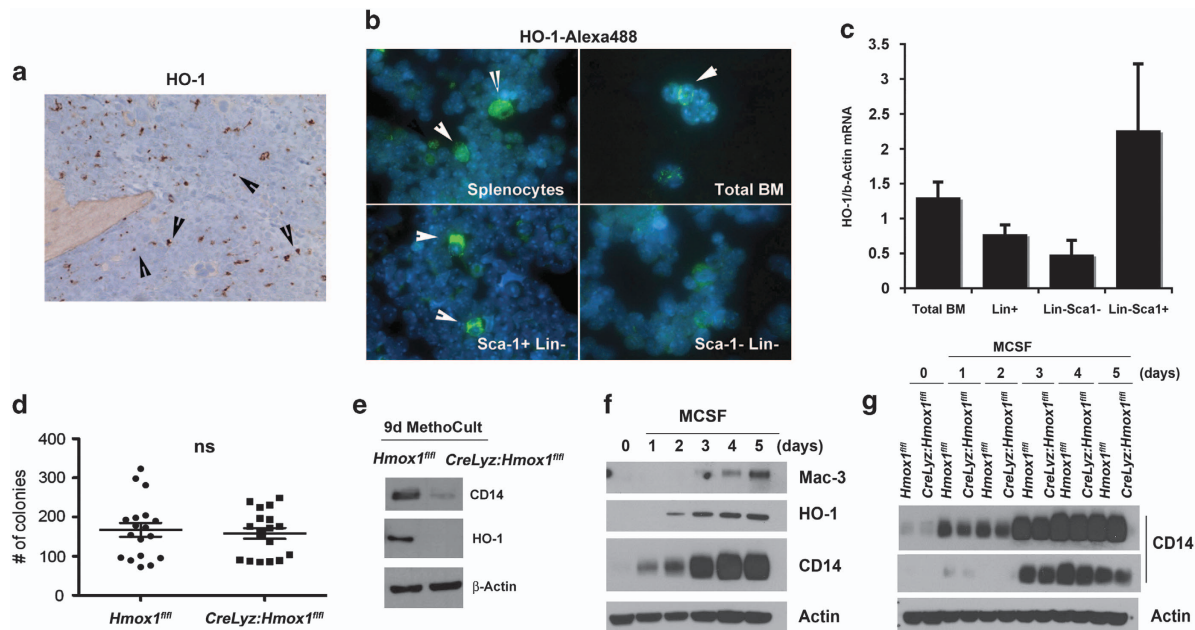 a
HO-1
b
HO-1-Alexa488
Splenocytes
Total BM
Sca-1+ Lin-
Sca-1- Lin-
c
HO-1/b-Actin mRNA
3.5
3
2.5
2
1.5
1
0.5
0
Total BM
Lin+
Lin-Sca1-
Lin-Sca1+
d
ns
# of colonies
400
300
200
100
0
Hmox1fl/fl
CreLyz:Hmox1fl/fl
e
9d MethoCult
Hmox1fl/fl
CreLyz:Hmox1fl/fl
CD14
HO-1
β-Actin
f
MCSF
0 1 2 3 4 5 (days)
Mac-3
HO-1
CD14
Actin
g
MCSF
0 1 2 3 4 5 (days)
Hmox1fl/fl
CreLyz:Hmox1fl/fl
Hmox1fl/fl
CreLyz:Hmox1fl/fl
Hmox1fl/fl
CreLyz:Hmox1fl/fl
Hmox1fl/fl
CreLyz:Hmox1fl/fl
Hmox1fl/fl
CreLyz:Hmox1fl/fl
Hmox1fl/fl
CreLyz:Hmox1fl/fl
CD14
Actin